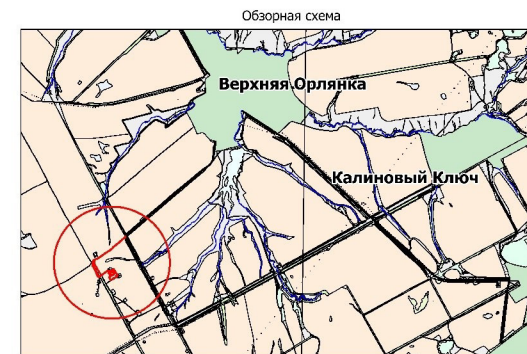 Обзорная схема
Верхняя Орлянка
Калиновый Ключ